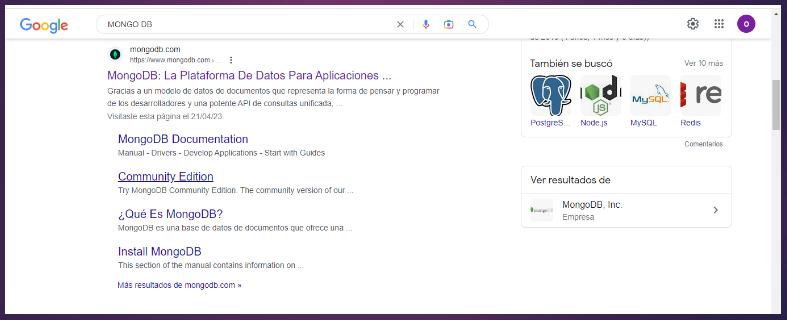 Google
MONGO DB
O
mongodb.com
https://www.mongodb.com ›
MongoDB: La Plataforma De Datos Para Aplicaciones ...
Gracias a un modelo de datos de documentos que representa la forma de pensar y programar
de los desarrolladores y una potente API de consultas unificada, ...
Visitaste esta página el 21/04/23.
MongoDB Documentation
Manual - Drivers - Develop Applications - Start with Guides
Community Edition
Try MongoDB Community Edition. The community version of our ...
¿Qué Es MongoDB?
MongoDB es una base de datos de documentos que ofrece una ...
Install MongoDB
This section of the manual contains information on ...
Más resultados de mongodb.com »
También se buscó
Ver 10 más
MySQL
re
PostgreS...
Node.js
MySQL
Redis
Comentarios
Ver resultados de
MongoDB, Inc.
Empresa